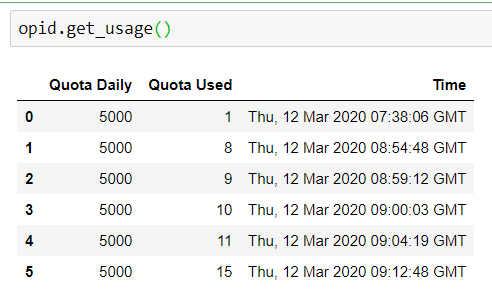 opid.get_usage()
Quota Daily Quota Used Time
0 5000 1 Thu, 12 Mar 2020 07:38:06 GMT
1 5000 8 Thu, 12 Mar 2020 08:54:48 GMT
2 5000 9 Thu, 12 Mar 2020 08:59:12 GMT
3 5000 10 Thu, 12 Mar 2020 09:00:03 GMT
4 5000 11 Thu, 12 Mar 2020 09:04:19 GMT
5 5000 15 Thu, 12 Mar 2020 09:12:48 GMT